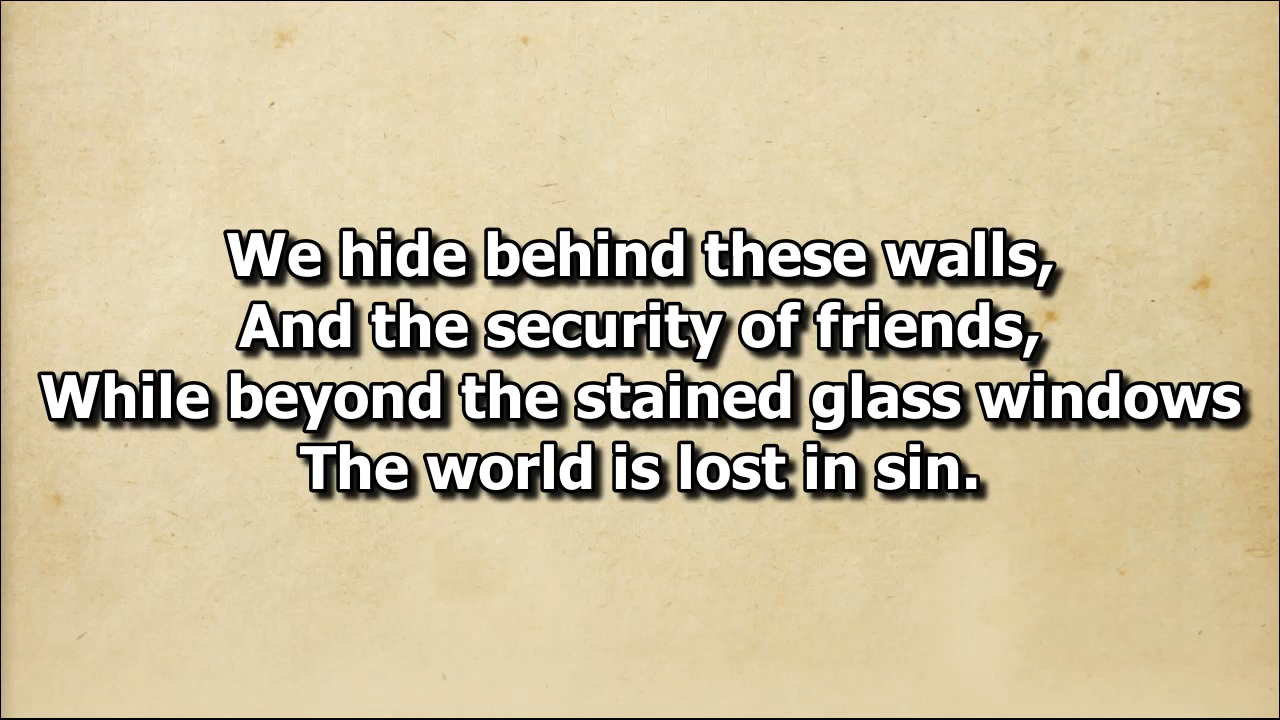 We hide behind these walls,
And the security of friends,
While beyond the stained glass windows
The world is lost in sin.